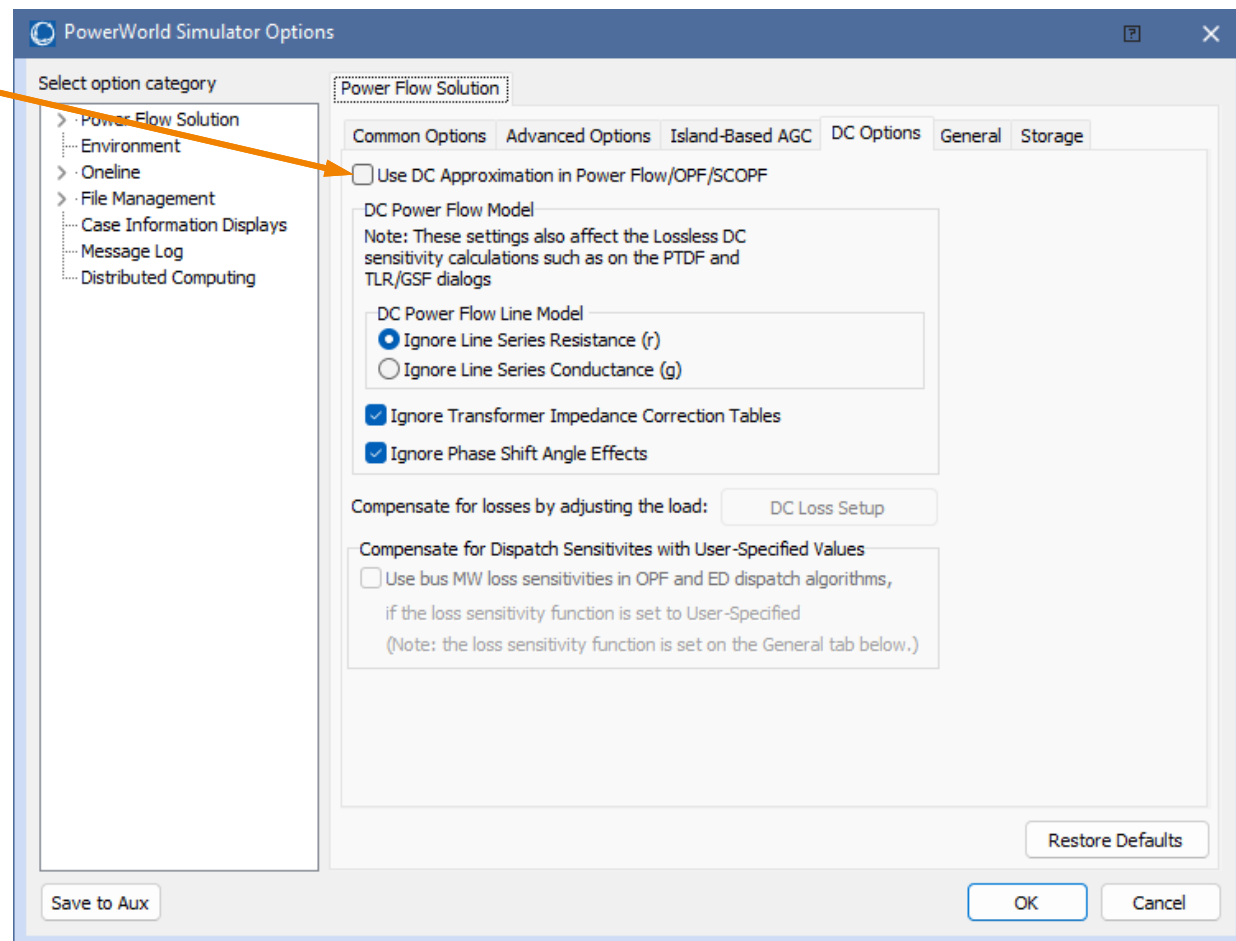 PowerWorld Simulator Options
Select option category
Power Flow Solution
Environment
Oneline
File Management
Case Information Displays
Message Log
Distributed Computing
Power Flow Solution
Common Options Advanced Options Island-Based AGC DC Options General Storage
Use DC Approximation in Power Flow/OPF/SCOPF
DC Power Flow Model
Note: These settings also affect the Lossless DC
sensitivity calculations such as on the PTDF and
TLR/GSF dialogs
DC Power Flow Line Model
Ignore Line Series Resistance (r)
Ignore Line Series Conductance (g)
Ignore Transformer Impedance Correction Tables
Ignore Phase Shift Angle Effects
Compensate for losses by adjusting the load: DC Loss Setup
Compensate for Dispatch Sensitivites with User-Specified Values
Use bus MW loss sensitivities in OPF and ED dispatch algorithms,
if the loss sensitivity function is set to User-Specified
(Note: the loss sensitivity function is set on the General tab below.)
Restore Defaults
Save to Aux OK Cancel